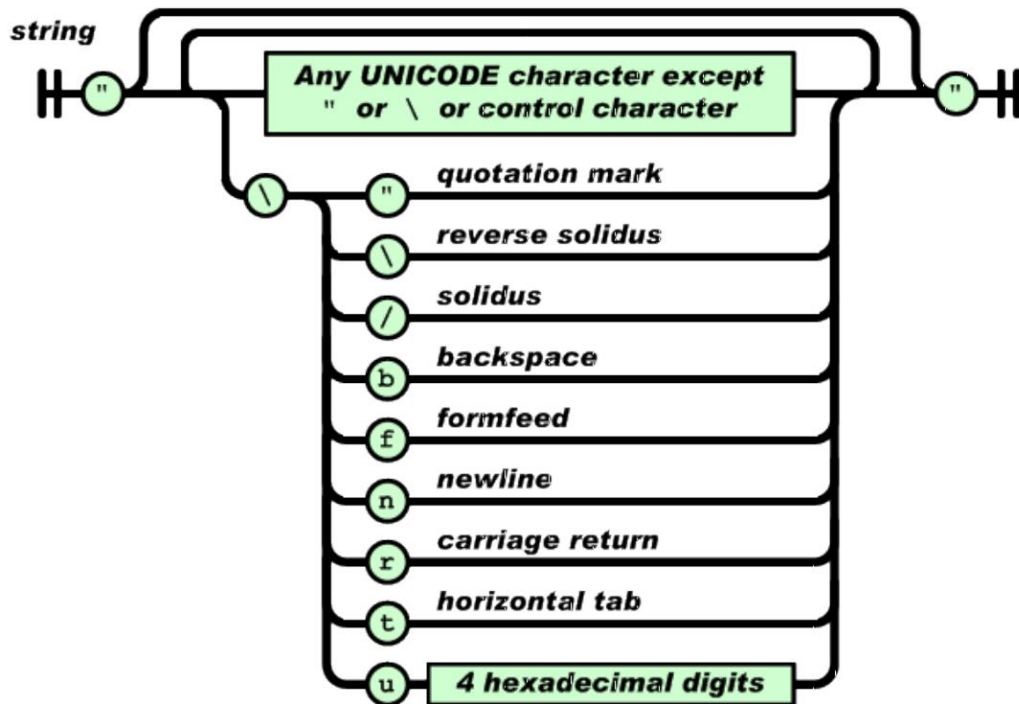 string
" Any UNICODE character except "
" or \ or control character
\ " quotation mark
\ reverse solidus
/ solidus
b backspace
f formfeed
n newline
r carriage return
t horizontal tab
u 4 hexadecimal digits